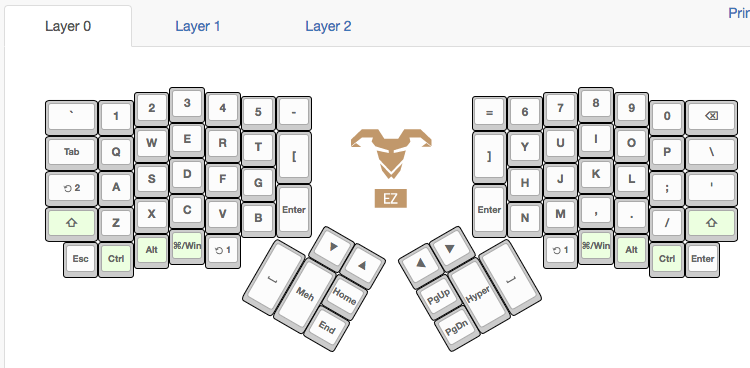 Layer 0 Layer 1 Layer 2 Prin
` 1 2 3 4 5 - = 6 7 8 9 0 ⌫
Tab Q W E R T [ ] Y U I O P \
2 A S D F G H J K L ; '
⇧ Z X C V B Enter Enter N M , . / ⇧
Esc Ctrl Alt ⌘/Win 1 1 ⌘/Win Alt Ctrl Enter
Meh Home PgUp Hyper
End PgDn
EZ